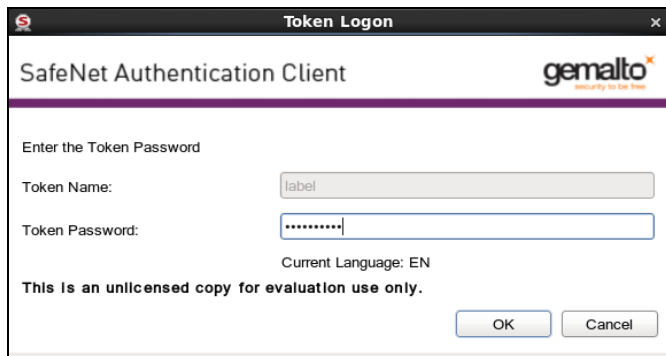 Token Logon
SafeNet Authentication Client
gemalto
security to be free
Enter the Token Password
Token Name: label
Token Password: ••••••••••
Current Language: EN
This is an unlicensed copy for evaluation use only.
OK Cancel